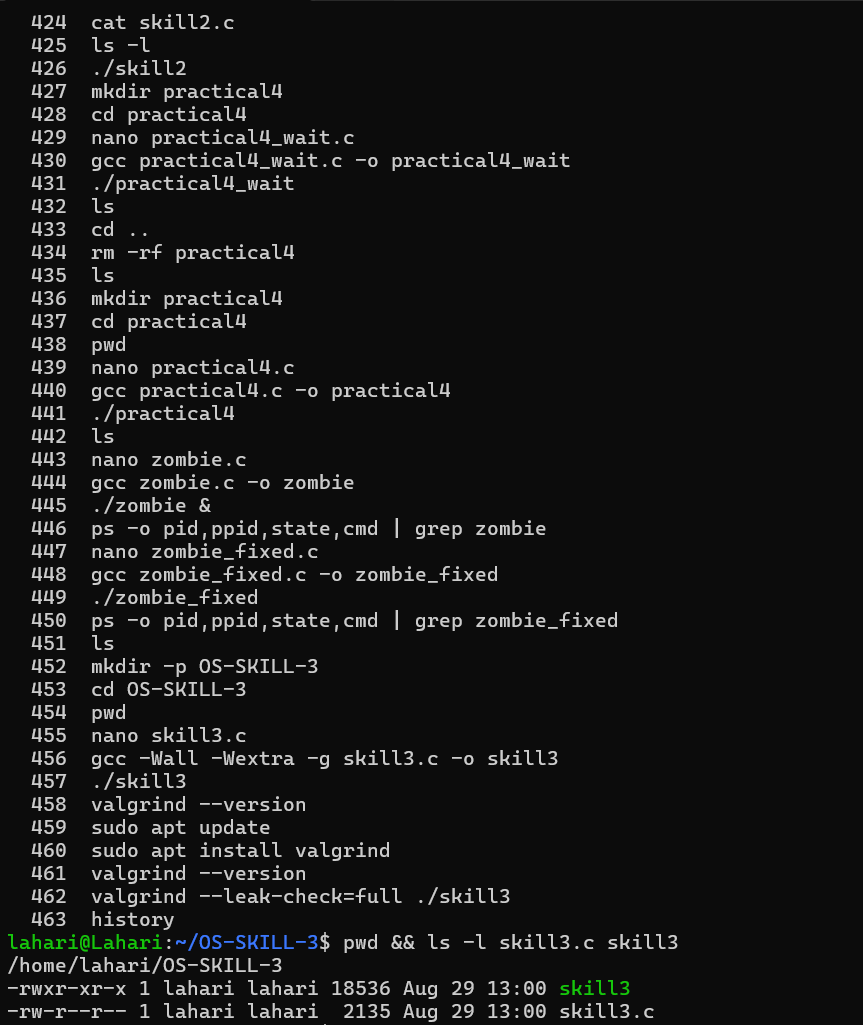 424  cat skill2.c
425  ls -l
426  ./skill2
427  mkdir practical4
428  cd practical4
429  nano practical4_wait.c
430  gcc practical4_wait.c -o practical4_wait
431  ./practical4_wait
432  ls
433  cd ..
434  rm -rf practical4
435  ls
436  mkdir practical4
437  cd practical4
438  pwd
439  nano practical4.c
440  gcc practical4.c -o practical4
441  ./practical4
442  ls
443  nano zombie.c
444  gcc zombie.c -o zombie
445  ./zombie &
446  ps -o pid,ppid,state,cmd | grep zombie
447  nano zombie_fixed.c
448  gcc zombie_fixed.c -o zombie_fixed
449  ./zombie_fixed
450  ps -o pid,ppid,state,cmd | grep zombie_fixed
451  ls
452  mkdir -p OS-SKILL-3
453  cd OS-SKILL-3
454  pwd
455  nano skill3.c
456  gcc -Wall -Wextra -g skill3.c -o skill3
457  ./skill3
458  valgrind --version
459  sudo apt update
460  sudo apt install valgrind
461  valgrind --version
462  valgrind --leak-check=full ./skill3
463  history
lahari@Lahari:~/OS-SKILL-3$ pwd && ls -l skill3.c skill3
/home/lahari/OS-SKILL-3
-rwxr-xr-x 1 lahari lahari 18536 Aug 29 13:00 skill3
-rw-r--r-- 1 lahari lahari  2135 Aug 29 13:00 skill3.c